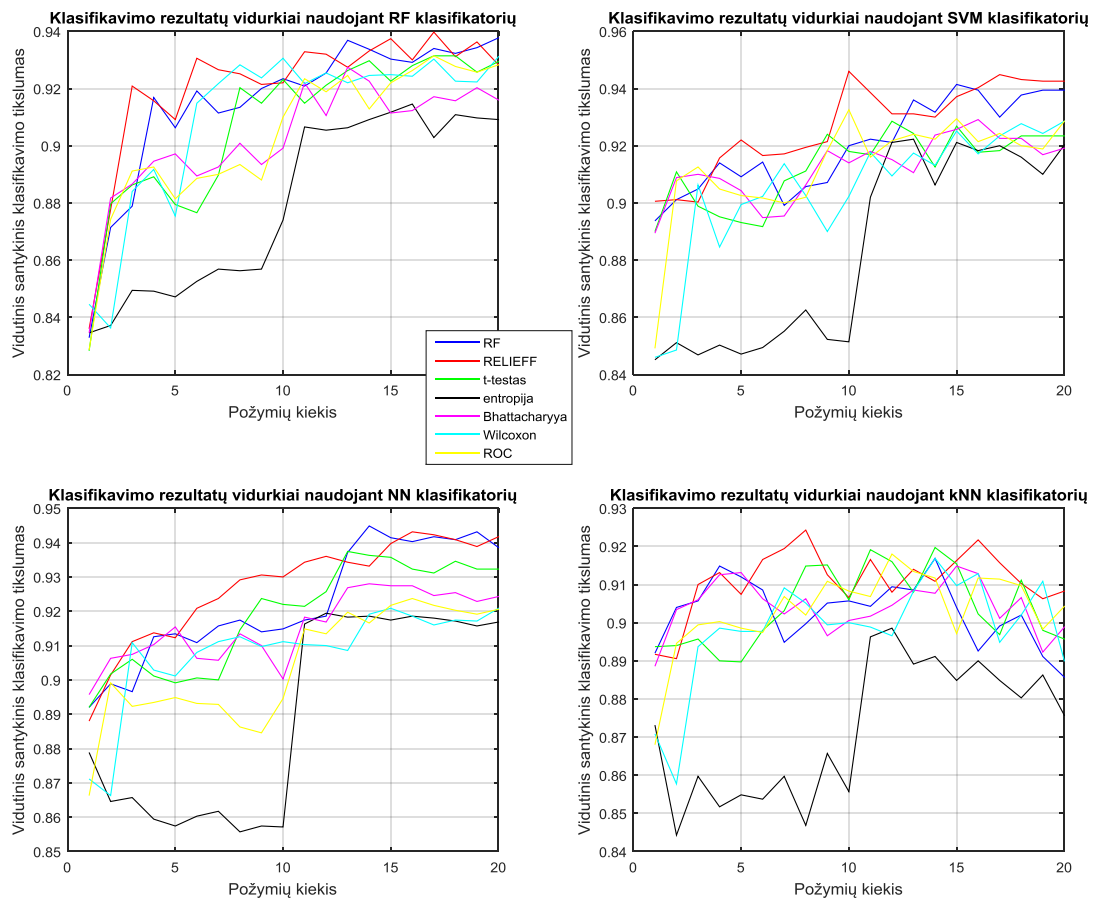 Klasifikavimo rezultatų vidurkiai naudojant RF klasifikatorių
Vidutinis santykinis klasifikavimo tikslumas
0.94
0.92
0.9
0.88
0.86
0.84
0.82
0 5 10 15 20
Požymių kiekis
Klasifikavimo rezultatų vidurkiai naudojant SVM klasifikatorių
Vidutinis santykinis klasifikavimo tikslumas
0.96
0.94
0.92
0.9
0.88
0.86
0.84
0 5 10 15 20
Požymių kiekis
RF
RELIEFF
t-testas
entropija
Bhattacharyya
Wilcoxon
ROC
Klasifikavimo rezultatų vidurkiai naudojant NN klasifikatorių
Vidutinis santykinis klasifikavimo tikslumas
0.95
0.94
0.93
0.92
0.91
0.9
0.89
0.88
0.87
0.86
0.85
0 5 10 15 20
Požymių kiekis
Klasifikavimo rezultatų vidurkiai naudojant kNN klasifikatorių
Vidutinis santykinis klasifikavimo tikslumas
0.93
0.92
0.91
0.9
0.89
0.88
0.87
0.86
0.85
0.84
0 5 10 15 20
Požymių kiekis